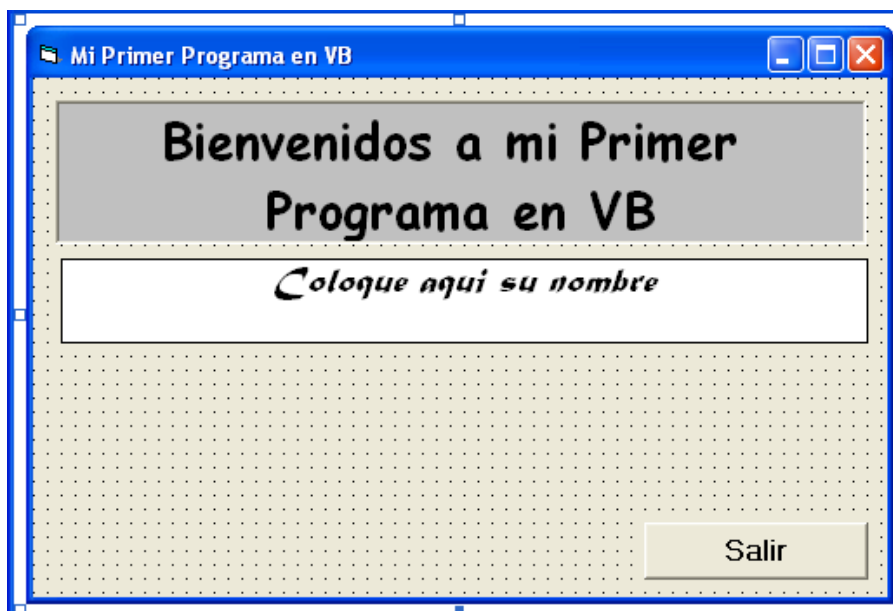 Mi Primer Programa en VB
Bienvenidos a mi Primer
Programa en VB
Coloque aqui su nombre
Salir